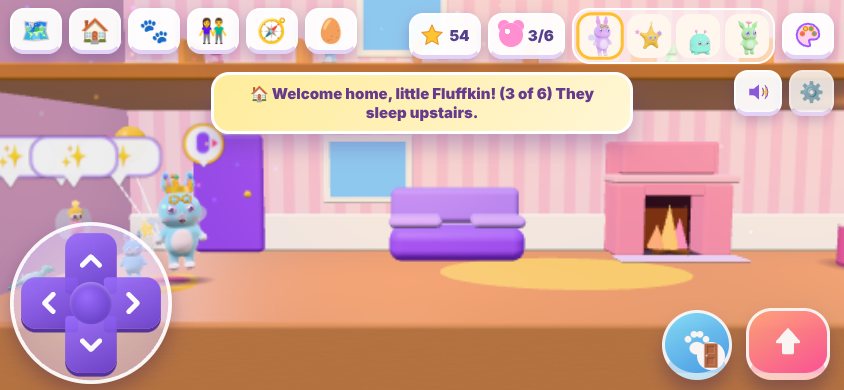 54
3/6
🏠 Welcome home, little Fluffkin! (3 of 6) They
sleep upstairs.